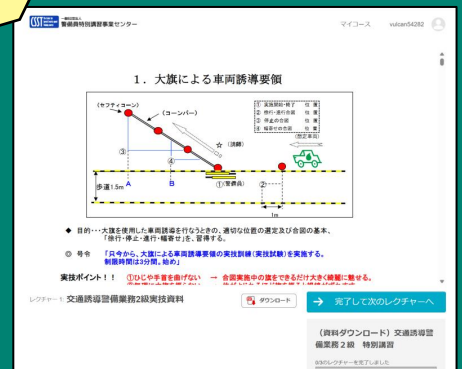 CSST 一般社団法人
警備員特別講習事業センター
マイコース vulcan54282
1. 大旗による車両誘導要領
(セフティコーン)
(コーンバー)
① 実施開始・終了 位 置
② 徐行・進行合図 位 置
③ 停止の合図 位 置
④ 幅寄せの合図 位 置
(想定車両)
☆ (講師)
③
④
歩道1.5m
A
B
①(警備員)
②
1m
◆ 目的・・・大旗を使用した車両誘導を行なうときの、適切な位置の選定及び合図の基本、
「徐行・停止・進行・幅寄せ」を、習得する。
◎ 号令 「只今から、大旗による車両誘導要領の実技訓練(実技試験)を実施する。
制限時間は3分間。始め」
実技ポイント!! ①ひじや手首を曲げない → 合図実施中の旗をできるだけ大きく綺麗に魅せる。
レクチャー 1: 交通誘導警備業務2級実技資料
ダウンロード
→ 完了して次のレクチャーへ
(資料ダウンロード)交通誘導警
備業務2級 特別講習
のレクチャーを完了しました